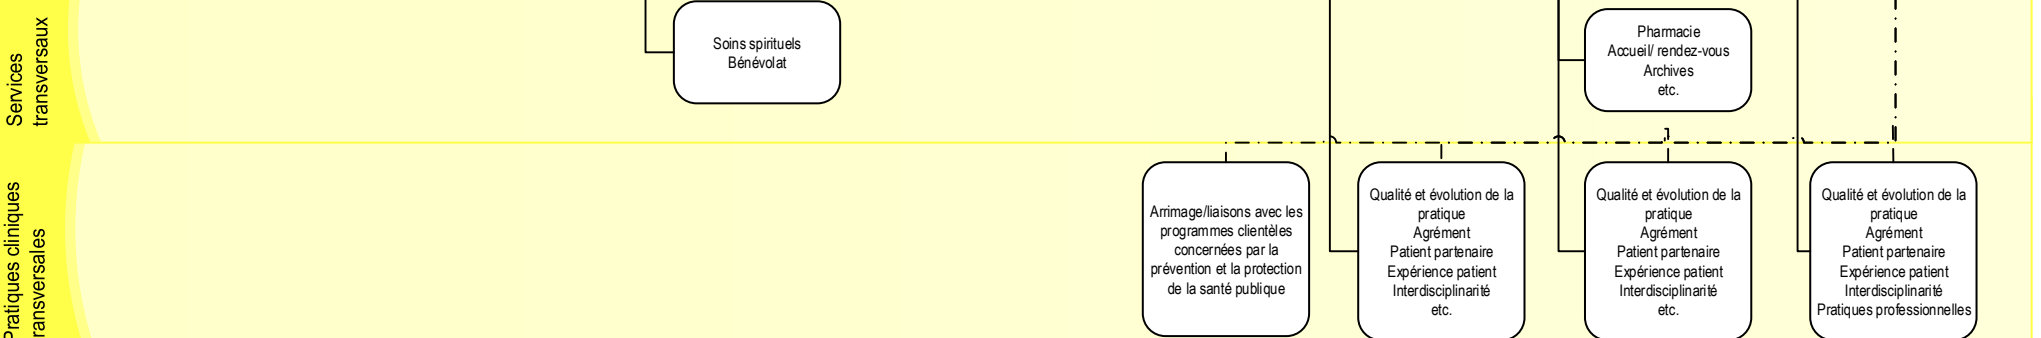 Services
transversaux
Soins spirituels
Bénévolat
Pharmacie
Accueil/ rendez-vous
Archives
etc.
Pratiques cliniques
ransversales
Arrimage/liaisons avec les
programmes clientèles
concernées par la
prévention et la protection
de la santé publique
Qualité et évolution de la
pratique
Agrément
Patient partenaire
Expérience patient
Interdisciplinarité
etc.
Qualité et évolution de la
pratique
Agrément
Patient partenaire
Expérience patient
Interdisciplinarité
etc.
Qualité et évolution de la
pratique
Agrément
Patient partenaire
Expérience patient
Interdisciplinarité
Pratiques professionnelles